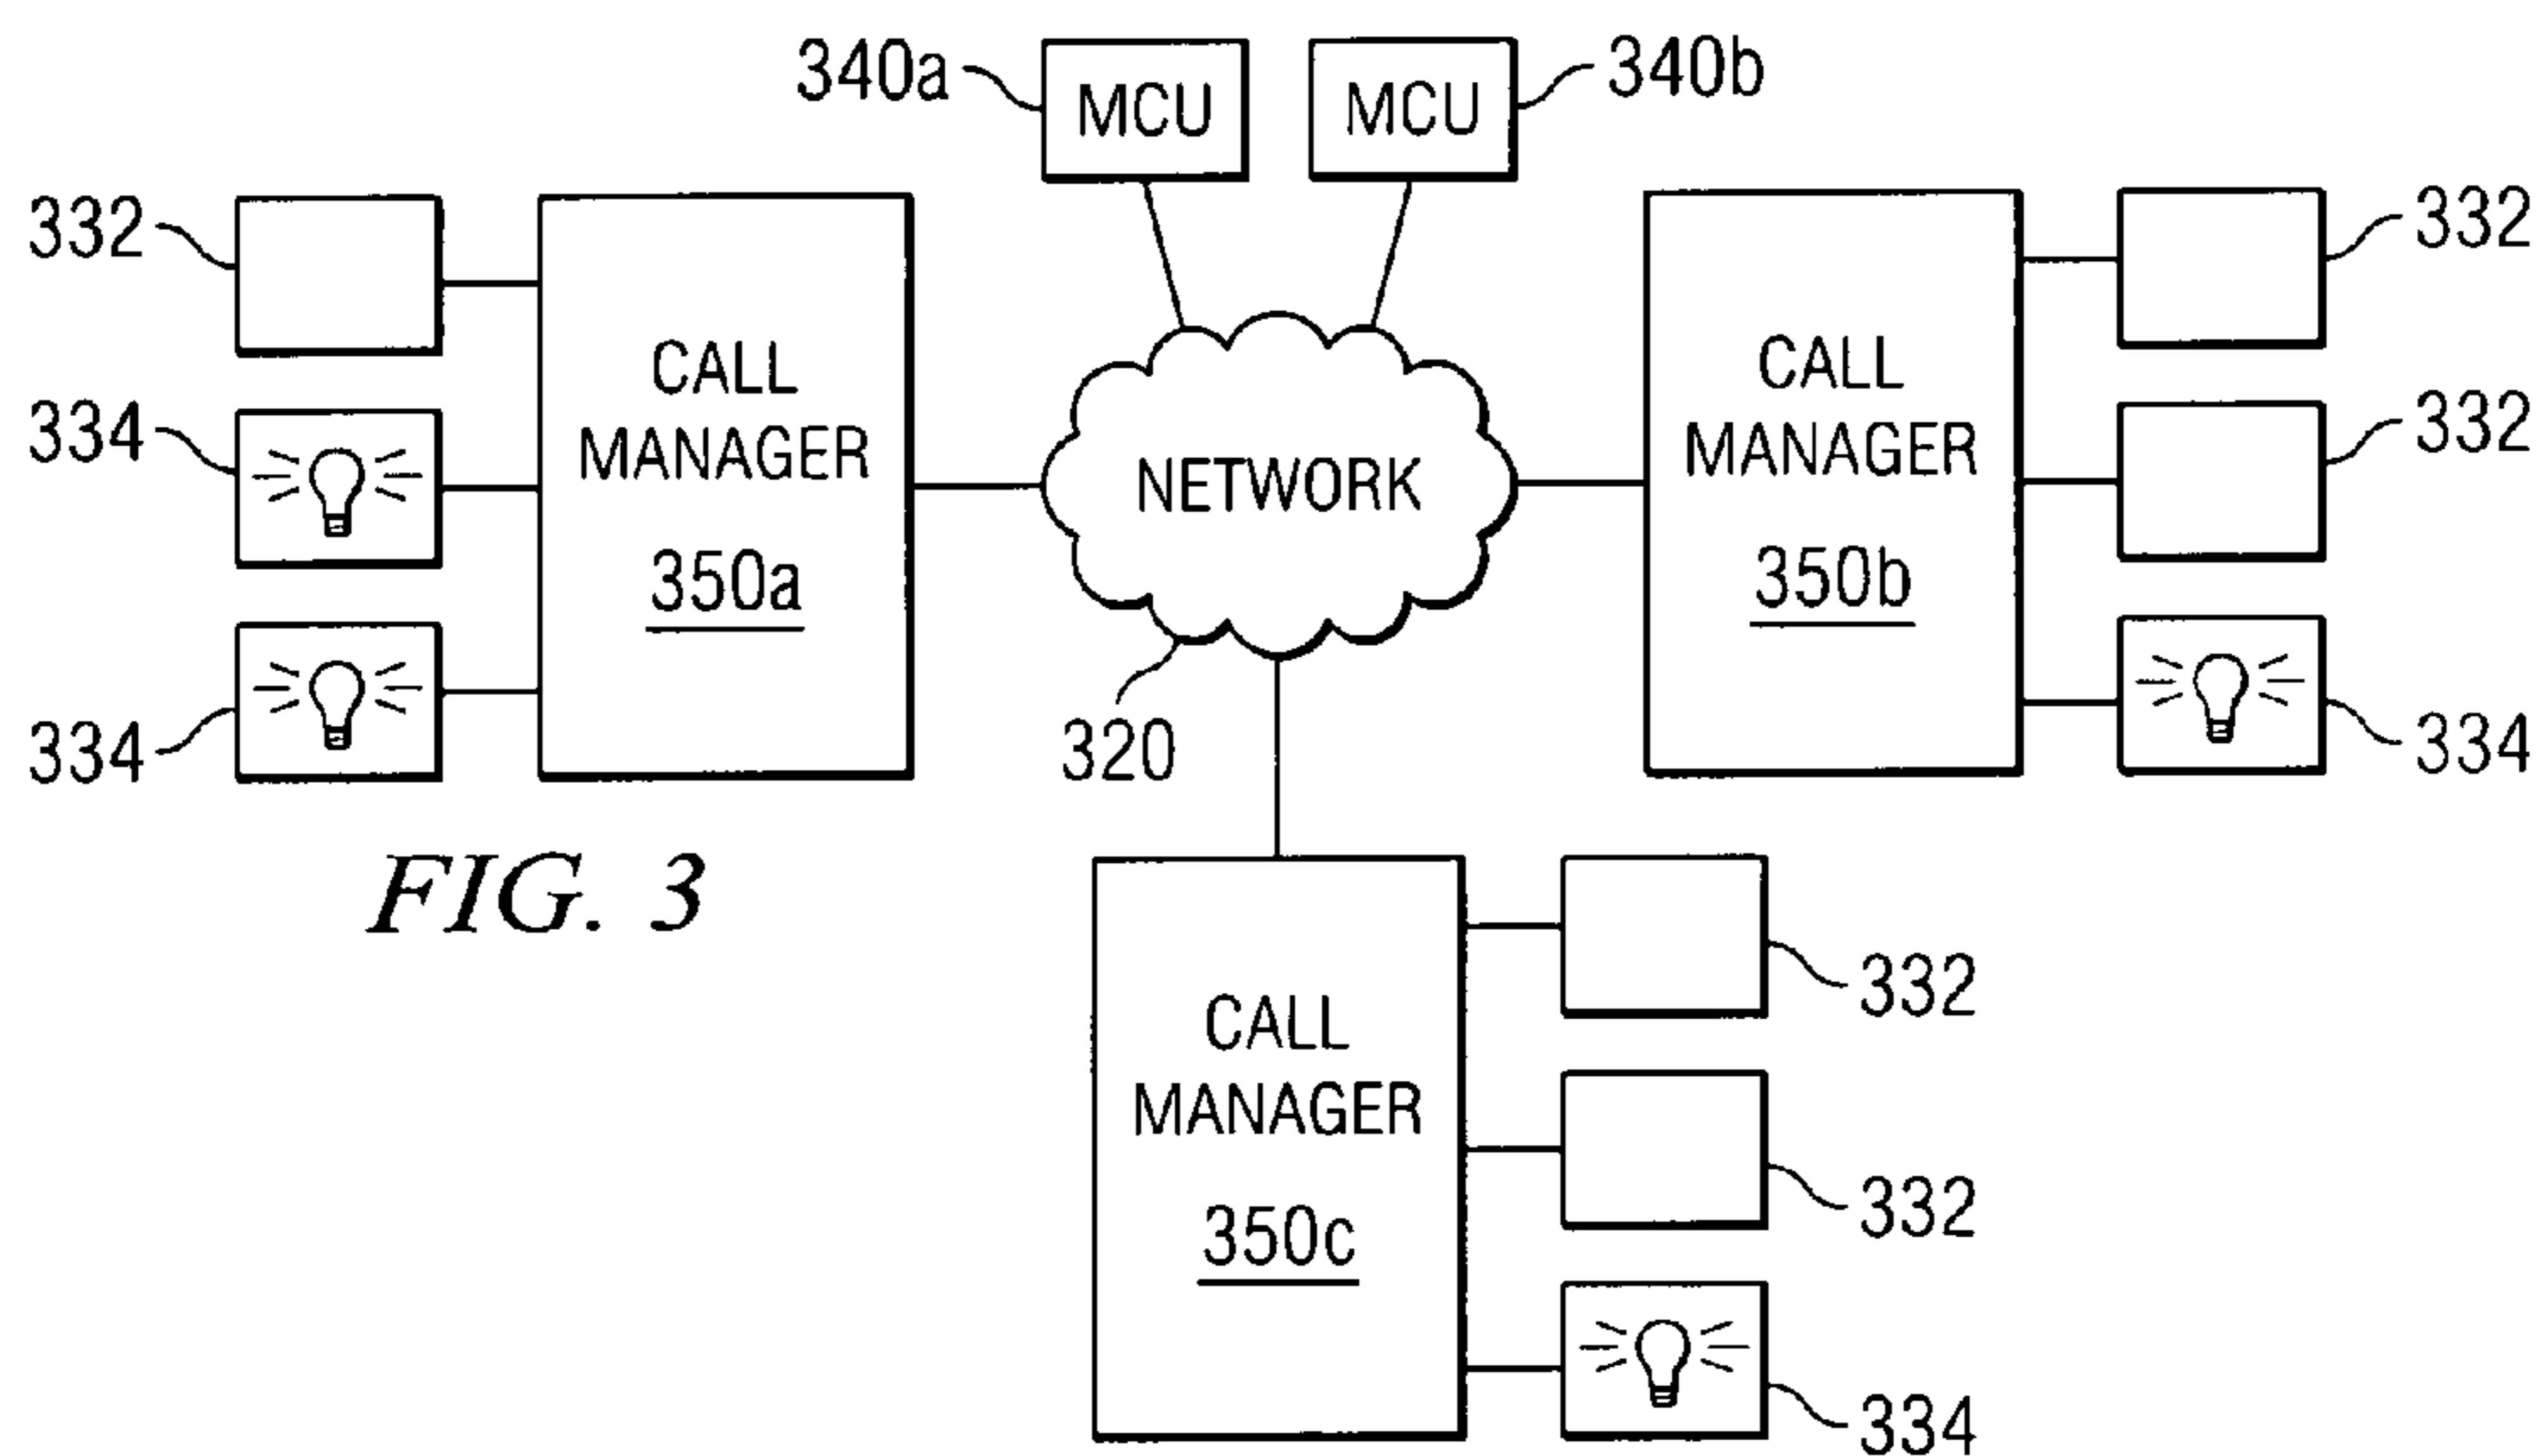 340a
MCU
MCU
340b
332
334
334
CALL
MANAGER
350a
NETWORK
320
CALL
MANAGER
350b
332
332
334
FIG. 3
CALL
MANAGER
350c
332
332
334